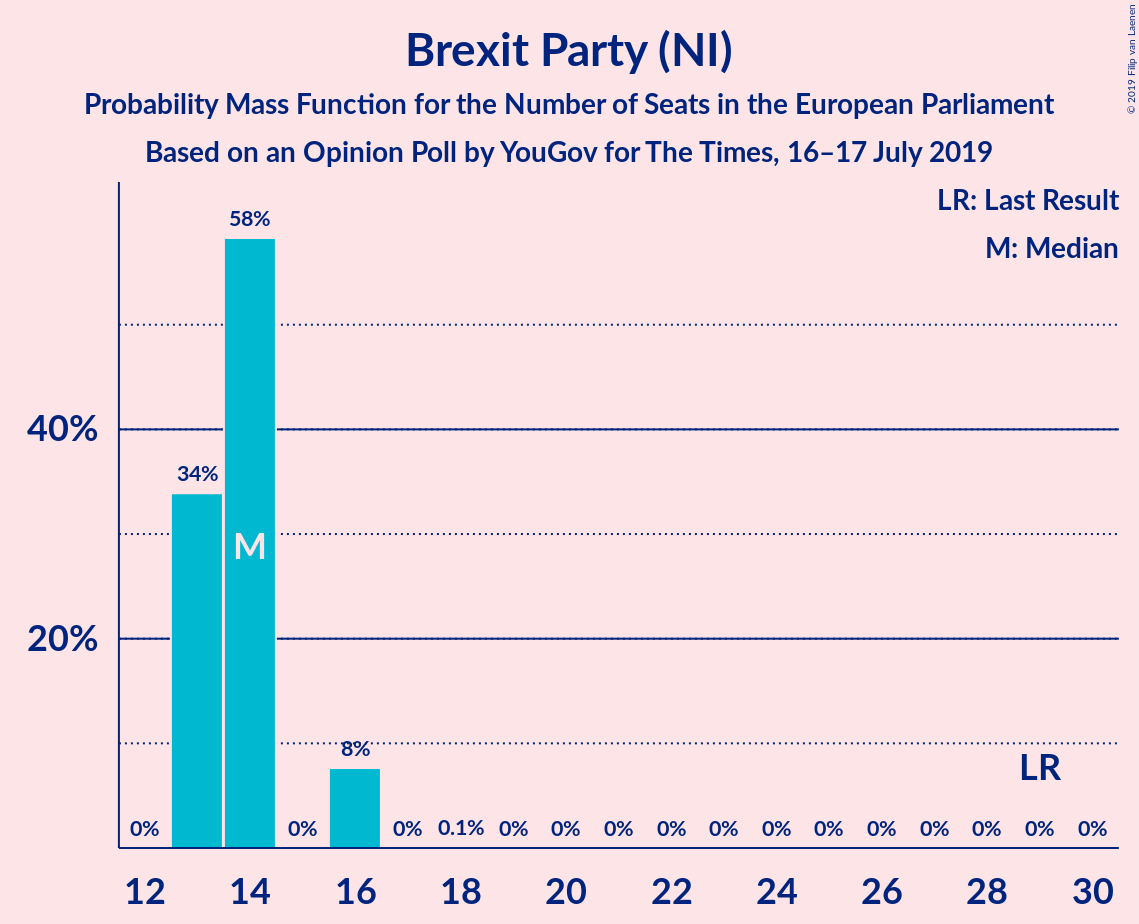 Brexit Party (NI)
Probability Mass Function for the Number of Seats in the European Parliament
Based on an Opinion Poll by YouGov for The Times, 16–17 July 2019
© 2019 Filip van Laenen
LR: Last Result
M: Median
58%
40%
34%
M
20%
8%
LR
0% 0% 0% 0.1% 0% 0% 0% 0% 0% 0% 0% 0% 0% 0% 0% 0%
12 14 16 18 20 22 24 26 28 30